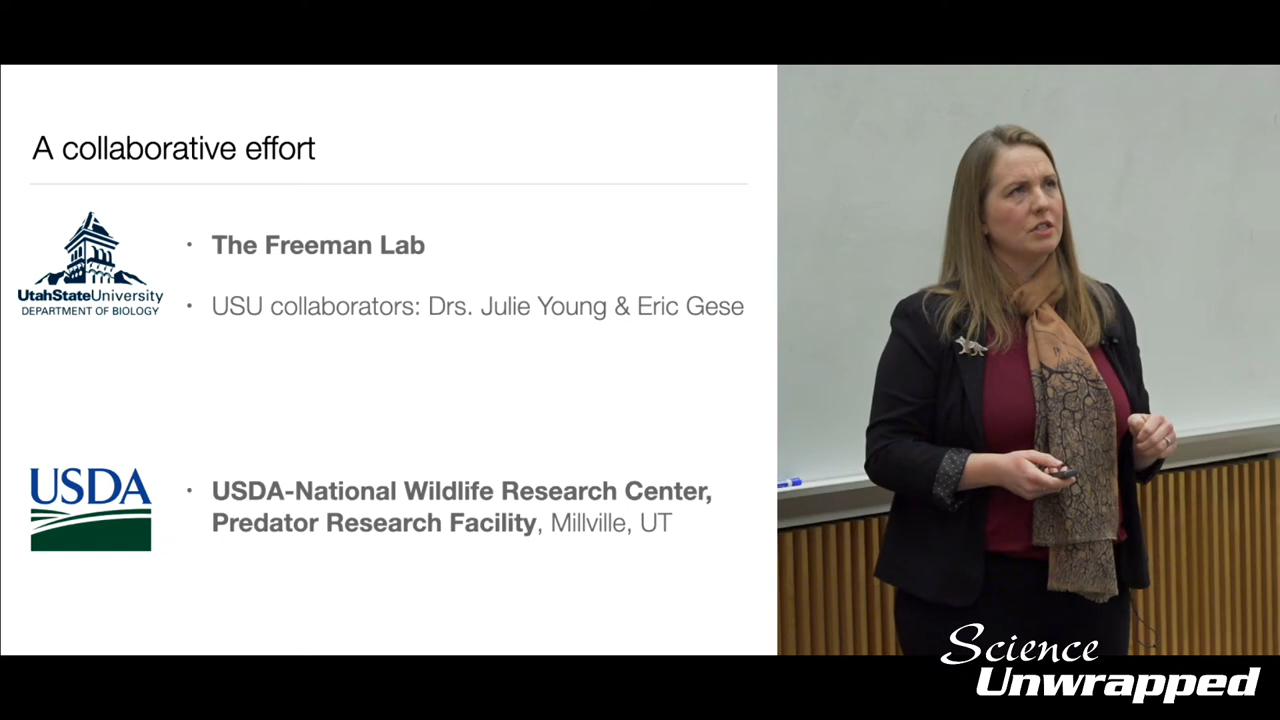 A collaborative effort
UtahStateUniversity
DEPARTMENT OF BIOLOGY
• The Freeman Lab
• USU collaborators: Drs. Julie Young & Eric Gese
USDA
• USDA-National Wildlife Research Center,
Predator Research Facility, Millville, UT
Science
Unwrapped